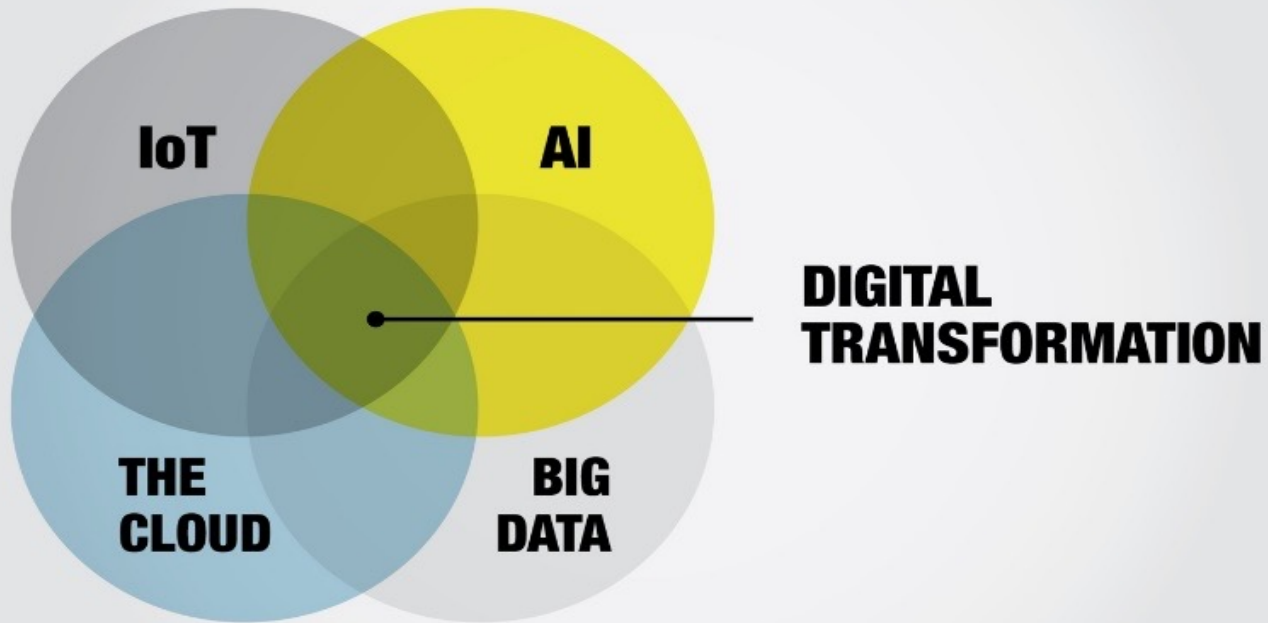 IoT
AI
DIGITAL
TRANSFORMATION
THE
CLOUD
BIG
DATA